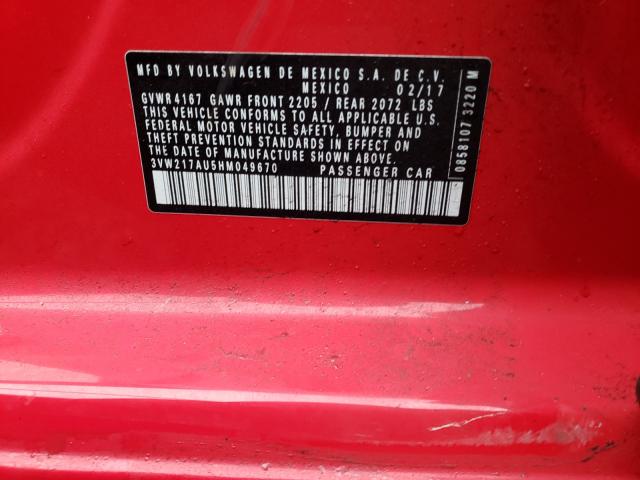 MFD BY VOLKSWAGEN DE MEXICO S.A. DE C.V.
MEXICO 02/17
GVWR 4167 GAWR FRONT 2205 / REAR 2072 LBS
THIS VEHICLE CONFORMS TO ALL APPLICABLE U.S.
FEDERAL MOTOR VEHICLE SAFETY, BUMPER AND
THEFT PREVENTION STANDARDS IN EFFECT ON
THE DATE OF MANUFACTURE SHOWN ABOVE.
3VW217AU5HM049670 PASSENGER CAR
0858107 3220 M